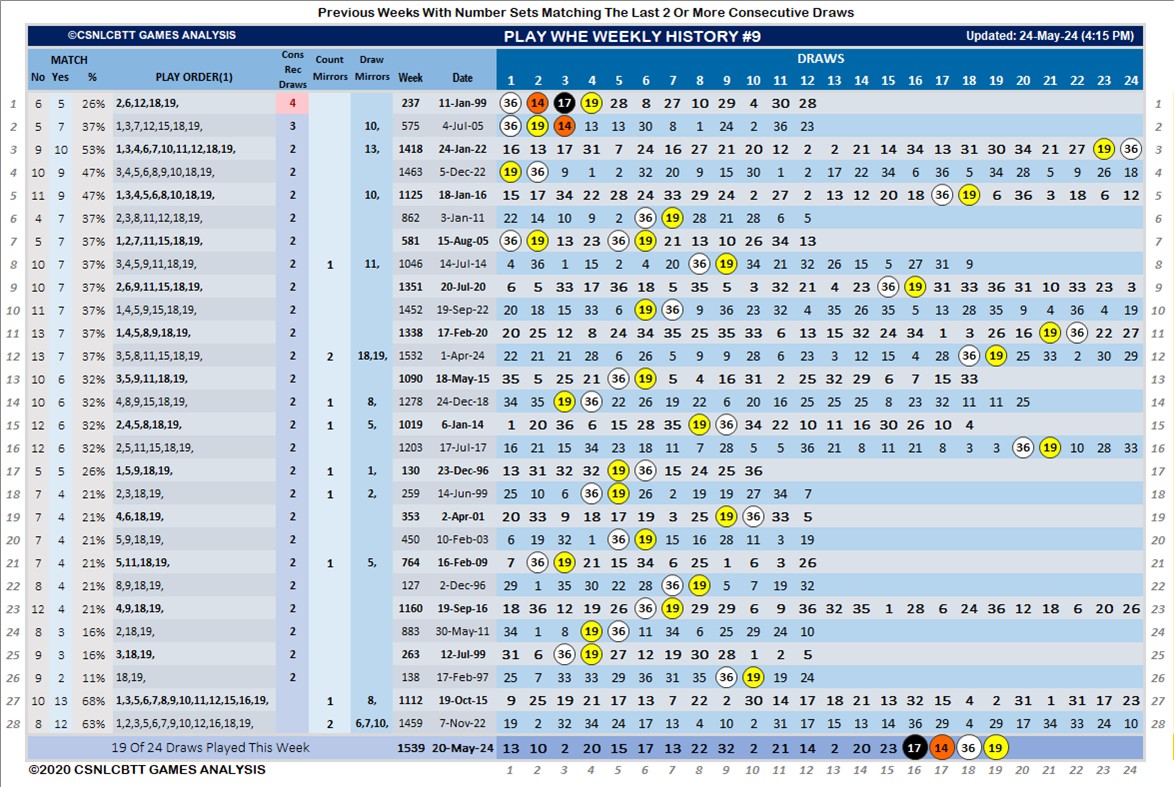 Previous Weeks With Number Sets Matching The Last 2 Or More Consecutive Draws
©CSNLCBTT GAMES ANALYSIS PLAY WHE WEEKLY HISTORY #9 Updated: 24-May-24 (4:15 PM)
MATCH Cons Rec Draws Count Mirrors Draw Mirrors DRAWS
No Yes % PLAY ORDER(1) Week Date 1 2 3 4 5 6 7 8 9 10 11 12 13 14 15 16 17 18 19 20 21 22 23 24
1 6 5 26% 2,6,12,18,19, 4 237 11-Jan-99 36 14 17 19 28 8 27 10 29 4 30 28 1
2 5 7 37% 1,3,7,12,15,18,19, 3 10, 575 4-Jul-05 36 19 14 13 13 30 8 1 24 2 36 23 2
3 9 10 53% 1,3,4,6,7,10,11,12,18,19, 2 13, 1418 24-Jan-22 16 13 17 31 7 24 16 27 21 20 12 2 2 21 14 34 13 31 30 34 21 27 19 36 3
4 10 9 47% 3,4,5,6,8,9,10,18,19, 2 1463 5-Dec-22 19 36 9 1 2 32 20 9 15 30 1 2 17 22 34 6 36 5 34 28 5 9 26 18 4
5 11 9 47% 1,3,4,5,6,8,10,18,19, 2 10, 1125 18-Jan-16 15 17 34 22 28 24 33 29 24 2 27 2 13 12 20 18 36 19 6 36 3 18 6 12 5
6 4 7 37% 2,3,8,11,12,18,19, 2 862 3-Jan-11 22 14 10 9 2 36 19 28 21 28 6 5 6
7 5 7 37% 1,2,7,11,15,18,19, 2 581 15-Aug-05 36 19 13 23 36 19 21 13 10 26 34 13 7
8 10 7 37% 3,4,5,9,11,18,19, 2 1 11, 1046 14-Jul-14 4 36 1 15 2 4 20 36 19 34 21 32 26 15 5 27 31 9 8
9 10 7 37% 2,6,9,11,15,18,19, 2 1351 20-Jul-20 6 5 33 17 36 18 5 35 5 3 32 21 4 23 36 19 31 33 36 31 10 33 23 3 9
10 11 7 37% 1,4,5,9,15,18,19, 2 1452 19-Sep-22 20 18 15 33 6 19 36 9 36 23 32 4 35 26 35 5 13 28 35 9 4 36 4 19 10
11 13 7 37% 1,4,5,8,9,18,19, 2 1338 17-Feb-20 20 25 12 8 24 34 35 25 35 33 6 13 15 32 24 34 1 3 26 16 19 36 22 27 11
12 13 7 37% 3,5,8,11,15,18,19, 2 2 18,19, 1532 1-Apr-24 22 21 21 28 6 26 5 9 9 28 6 23 3 12 15 4 28 36 19 25 33 2 30 29 12
13 10 6 32% 3,5,9,11,18,19, 2 1090 18-May-15 35 5 25 21 36 19 5 4 16 31 2 25 32 29 6 7 15 33 13
14 10 6 32% 4,8,9,15,18,19, 2 1 8, 1278 24-Dec-18 34 35 19 36 22 26 19 22 6 20 16 25 25 25 8 23 32 11 11 25 14
15 12 6 32% 2,4,5,8,18,19, 2 1 5, 1019 6-Jan-14 1 20 36 6 15 28 35 19 36 34 22 10 11 16 30 26 10 4 15
16 12 6 32% 2,5,11,15,18,19, 2 1203 17-Jul-17 16 21 15 34 23 18 11 7 28 5 5 36 21 8 11 21 8 3 3 36 19 10 28 33 16
17 5 5 26% 1,5,9,18,19, 2 1 1, 130 23-Dec-96 13 31 32 32 19 36 15 24 25 36 17
18 7 4 21% 2,3,18,19, 2 1 2, 259 14-Jun-99 25 10 6 36 19 26 2 19 19 27 34 7 18
19 7 4 21% 4,6,18,19, 2 353 2-Apr-01 20 33 9 18 17 19 3 25 19 36 33 5 19
20 7 4 21% 5,9,18,19, 2 450 10-Feb-03 6 19 32 1 36 19 15 16 28 11 3 19 20
21 7 4 21% 5,11,18,19, 2 1 5, 764 16-Feb-09 7 36 19 21 15 34 6 25 1 6 3 26 21
22 8 4 21% 8,9,18,19, 2 127 2-Dec-96 29 1 35 30 22 28 36 19 5 7 19 32 22
23 12 4 21% 4,9,18,19, 2 1160 19-Sep-16 18 36 12 19 26 36 19 29 29 6 9 36 32 35 1 28 6 24 36 12 18 6 20 26 23
24 8 3 16% 2,18,19, 2 883 30-May-11 34 1 8 19 36 11 34 6 25 29 24 10 24
25 9 3 16% 3,18,19, 2 263 12-Jul-99 31 6 36 19 27 12 19 30 28 1 2 5 25
26 9 2 11% 18,19, 2 138 17-Feb-97 25 7 33 33 29 36 31 35 36 19 19 24 26
27 10 13 68% 1,3,5,6,7,8,9,10,11,12,15,16,19, 1 8, 1112 19-Oct-15 9 25 19 21 17 13 7 22 2 30 14 17 18 21 13 32 15 4 2 1 31 31 17 23 27
28 8 12 63% 1,2,3,5,6,7,9,10,12,16,18,19, 2 6,7,10, 1459 7-Nov-22 19 2 32 34 24 17 13 4 10 2 31 17 15 13 14 36 29 4 29 17 34 33 24 10 28
19 Of 24 Draws Played This Week 1539 20-May-24 13 10 2 20 15 17 13 22 32 2 21 14 2 20 23 17 14 36 19
©2020 CSNLCBTT GAMES ANALYSIS 1 2 3 4 5 6 7 8 9 10 11 12 13 14 15 16 17 18 19 20 21 22 23 24